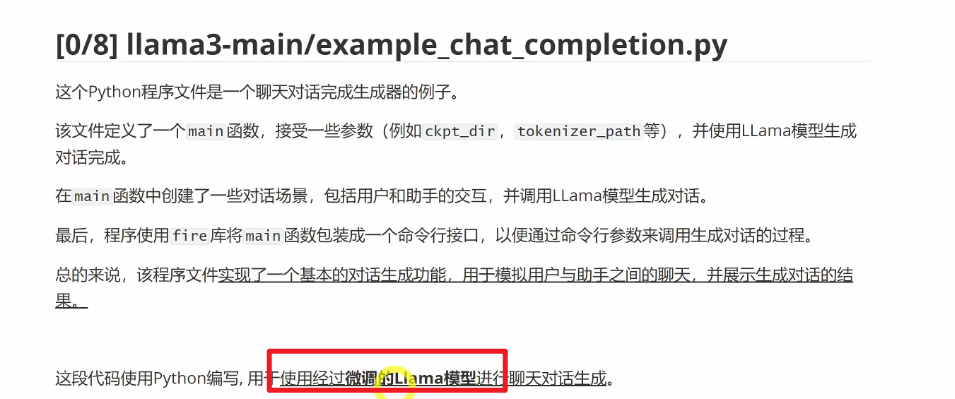 [0/8] llama3-main/example_chat_completion.py
这个Python程序文件是一个聊天对话完成生成器的例子。
该文件定义了一个main函数，接受一些参数（例如ckpt_dir，tokenizer_path等），并使用LLama模型生成
对话完成。
在main函数中创建了一些对话场景，包括用户和助手的交互，并调用LLama模型生成对话。
最后，程序使用fire库将main函数包装成一个命令行接口，以便通过命令行参数来调用生成对话的过程。
总的来说，该程序文件实现了一个基本的对话生成功能，用于模拟用户与助手之间的聊天，并展示生成对话的结
果。
这段代码使用Python编写, 用于使用经过微调的Llama模型进行聊天对话生成。